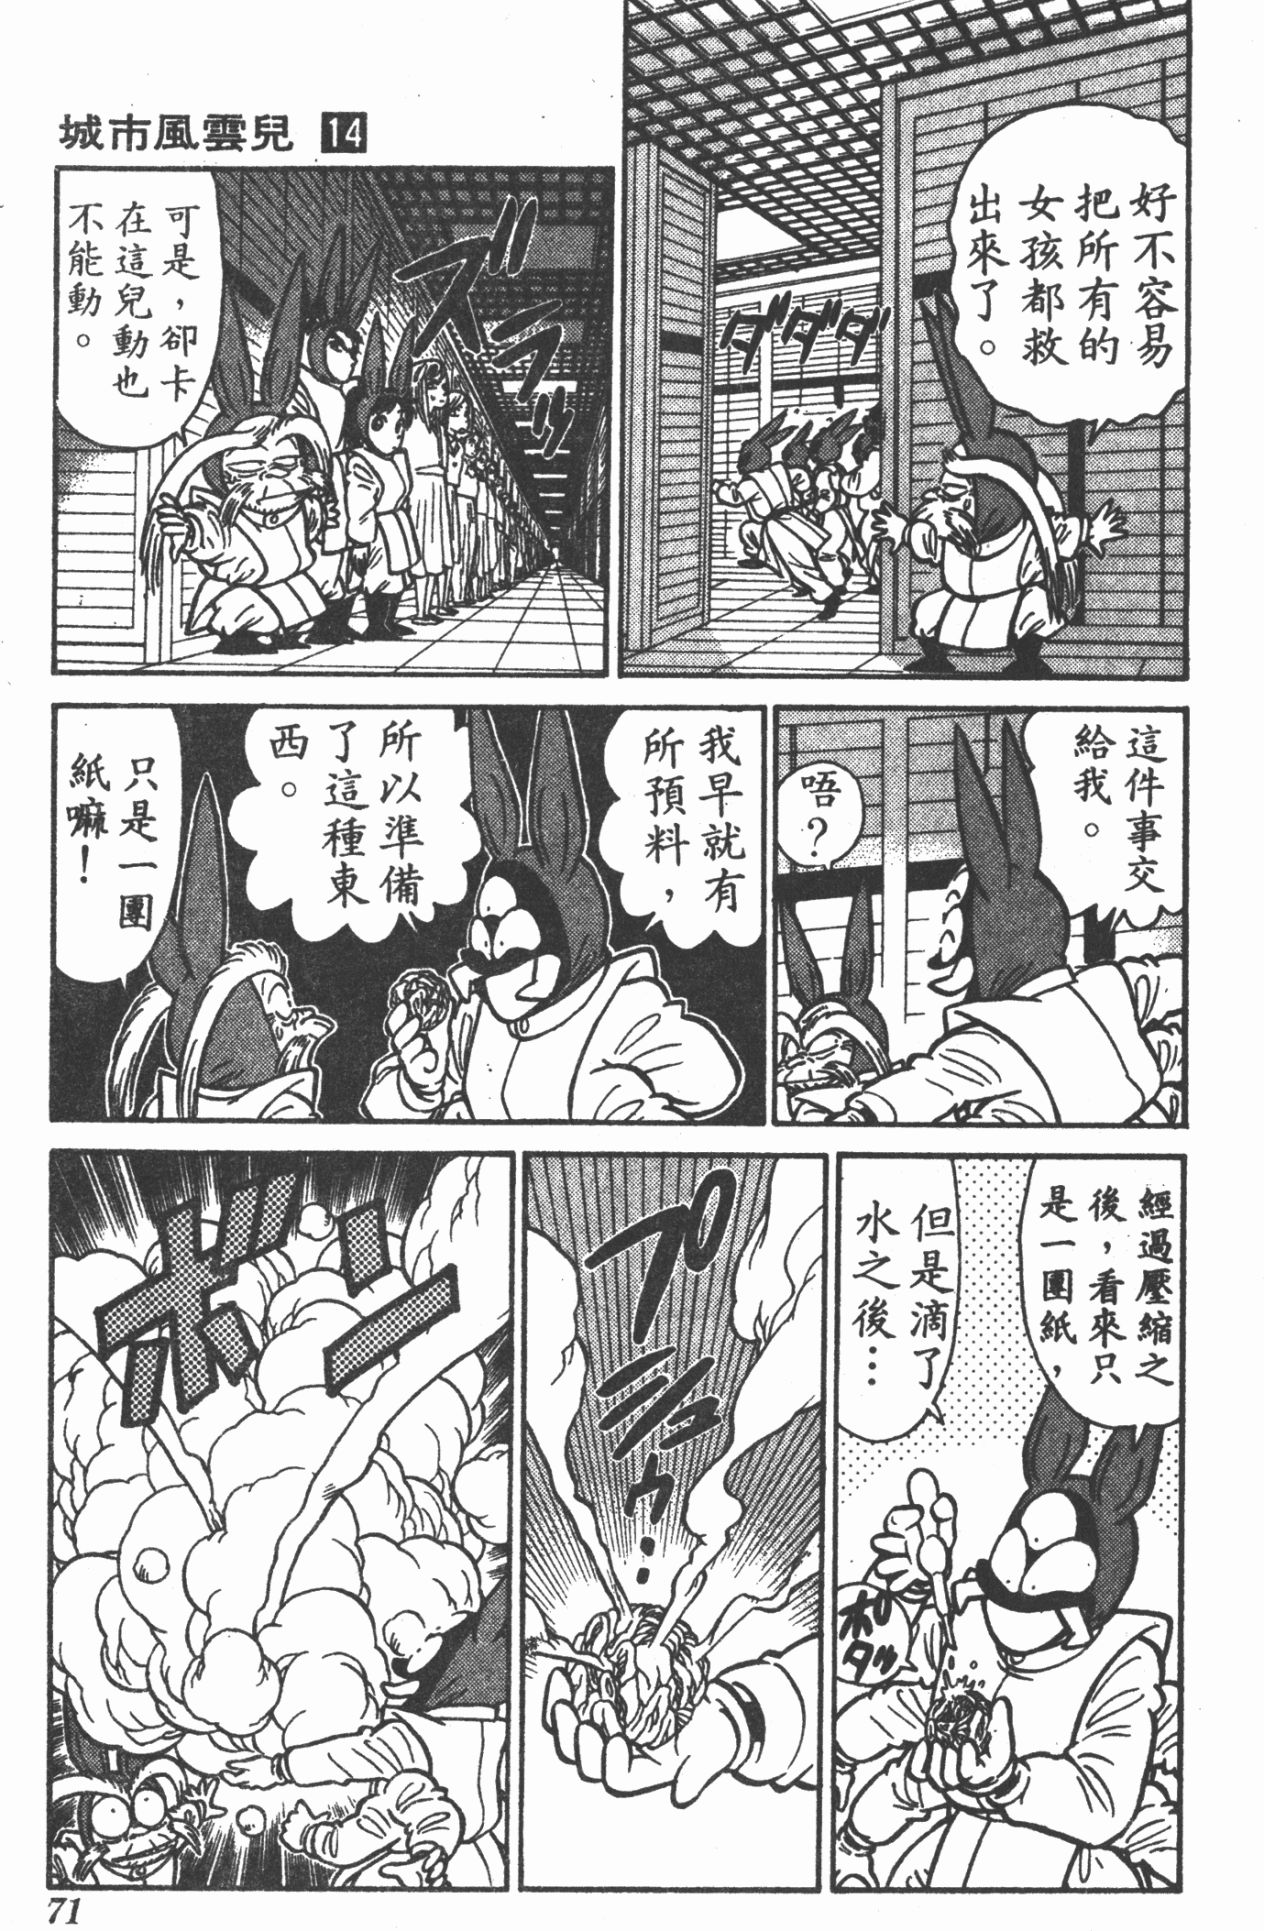 城市風雲兒 14
好不容易
把所有的
女孩都救
出來了。
ダダダ
可是，卻卡
在這兒動也
不能動。
ズラッ
這件事交
給我。
唔？
我早就有
所預料，
所以準備
了這種東
西。
只是一團
紙嘛！
經過壓縮之
後，看來只
是一團紙，
但是滴了
水之後…
ポタッ
プシュゥ…
ボン
71